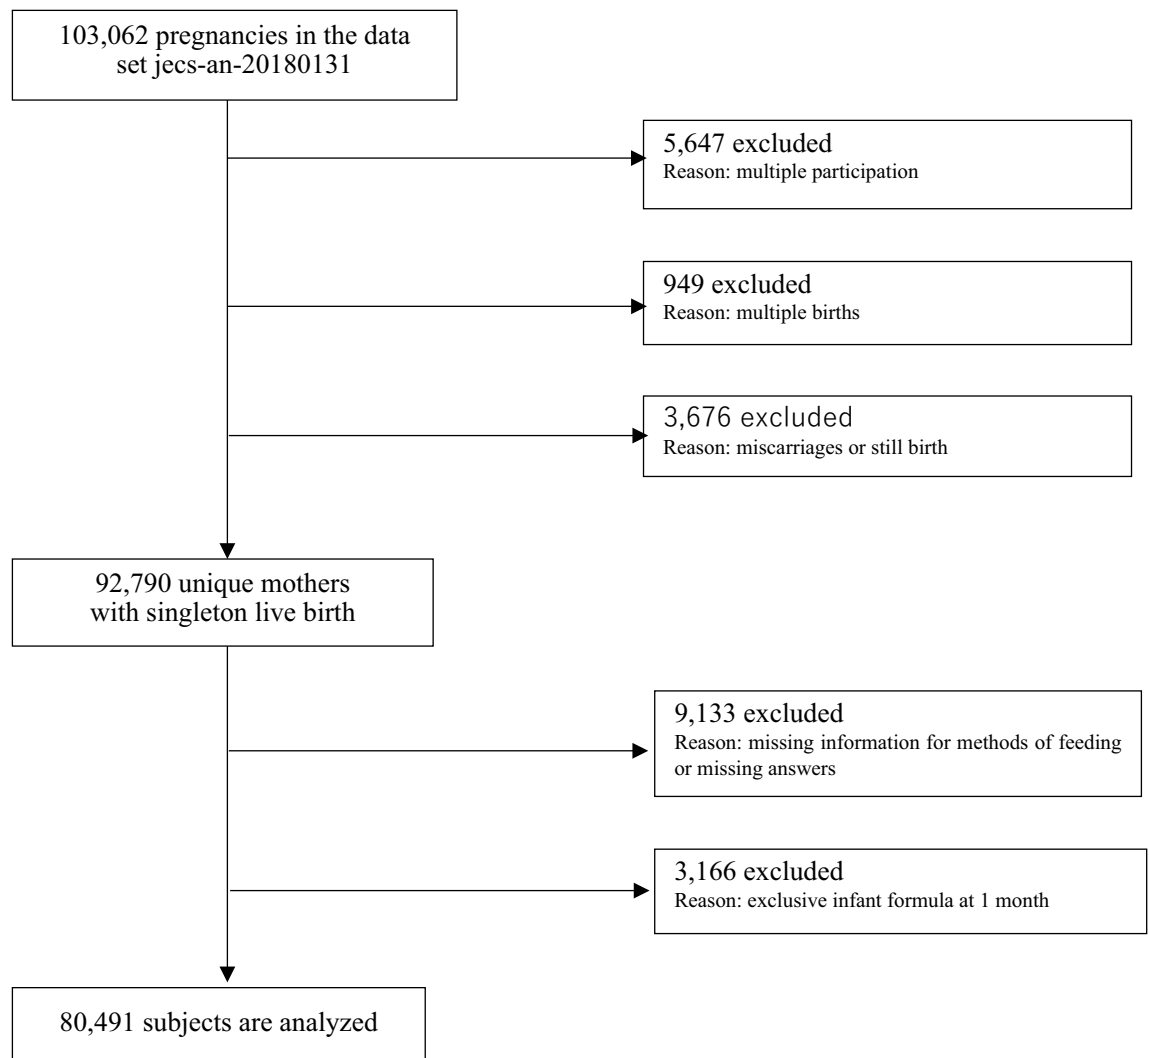 103,062 pregnancies in the data
set jecs-an-20180131
5,647 excluded
Reason: multiple participation
949 excluded
Reason: multiple births
3,676 excluded
Reason: miscarriages or still birth
92,790 unique mothers
with singleton live birth
9,133 excluded
Reason: missing information for methods of feeding
or missing answers
3,166 excluded
Reason: exclusive infant formula at 1 month
80,491 subjects are analyzed